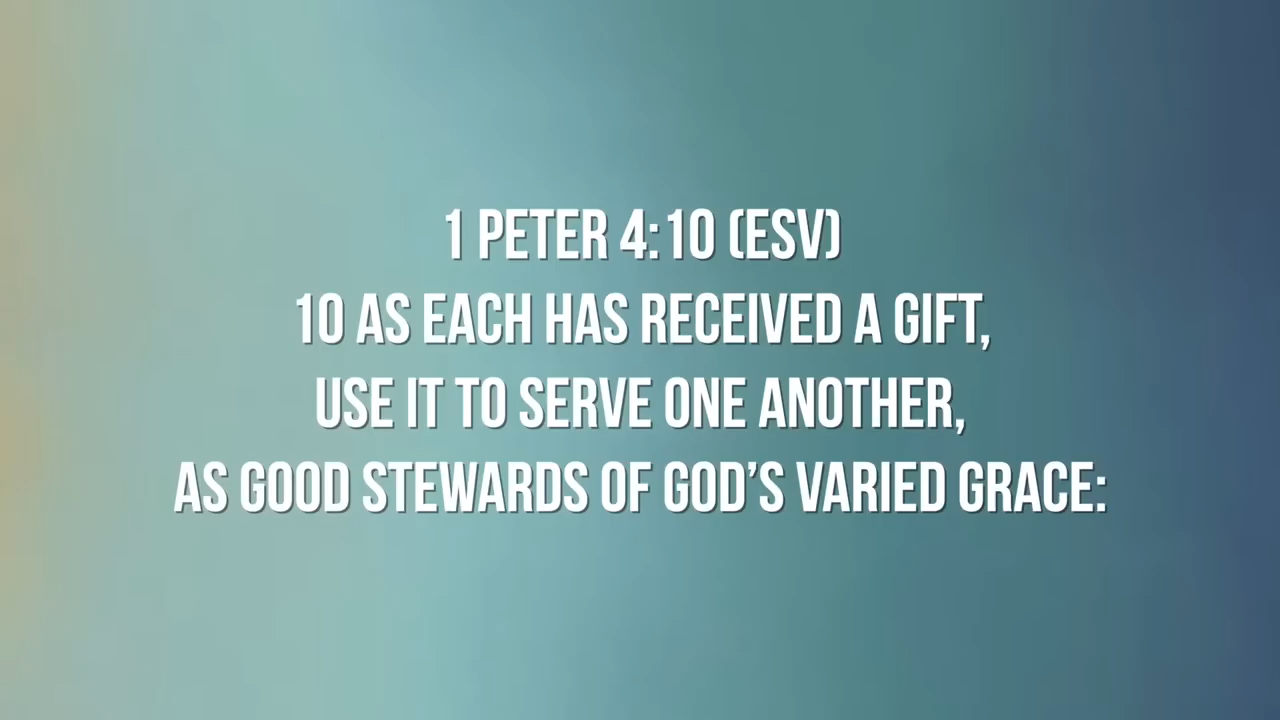 1 PETER 4:10 (ESV)
10 AS EACH HAS RECEIVED A GIFT,
USE IT TO SERVE ONE ANOTHER,
AS GOOD STEWARDS OF GOD’S VARIED GRACE: